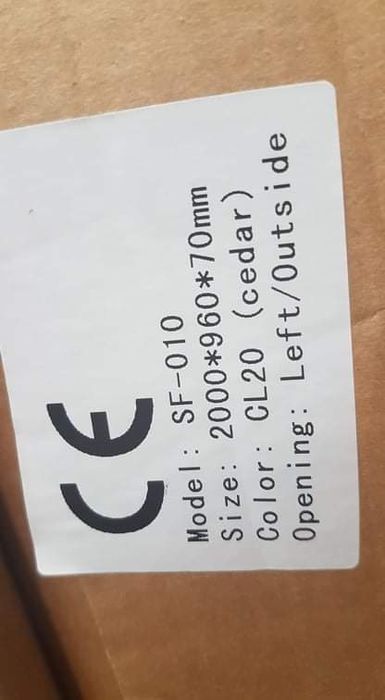 CE
Model: SF-010
Size: 2000*960*70mm
Color: CL20 (cedar)
Opening: Left/Outside